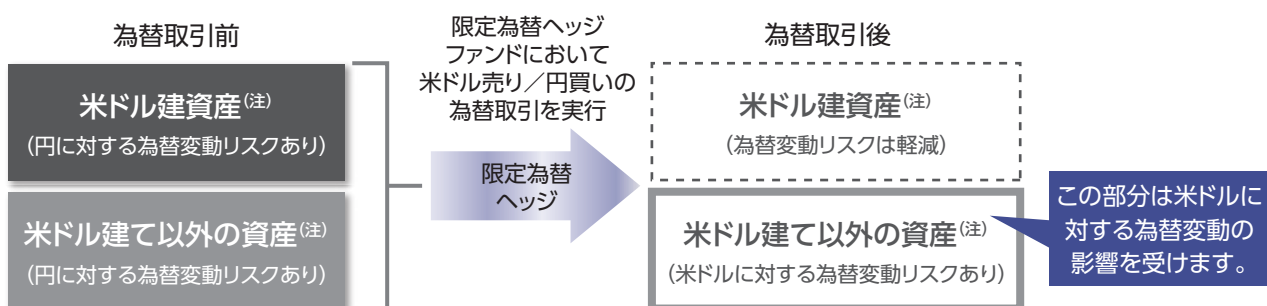 為替取引前
米ドル建資産(注)
(円に対する為替変動リスクあり)
米ドル建て以外の資産(注)
(円に対する為替変動リスクあり)
限定為替ヘッジ
ファンドにおいて
米ドル売り／円買いの
為替取引を実行
限定為替
ヘッジ
為替取引後
米ドル建資産(注)
(為替変動リスクは軽減)
米ドル建て以外の資産(注)
(米ドルに対する為替変動リスクあり)
この部分は米ドルに
対する為替変動の
影響を受けます。